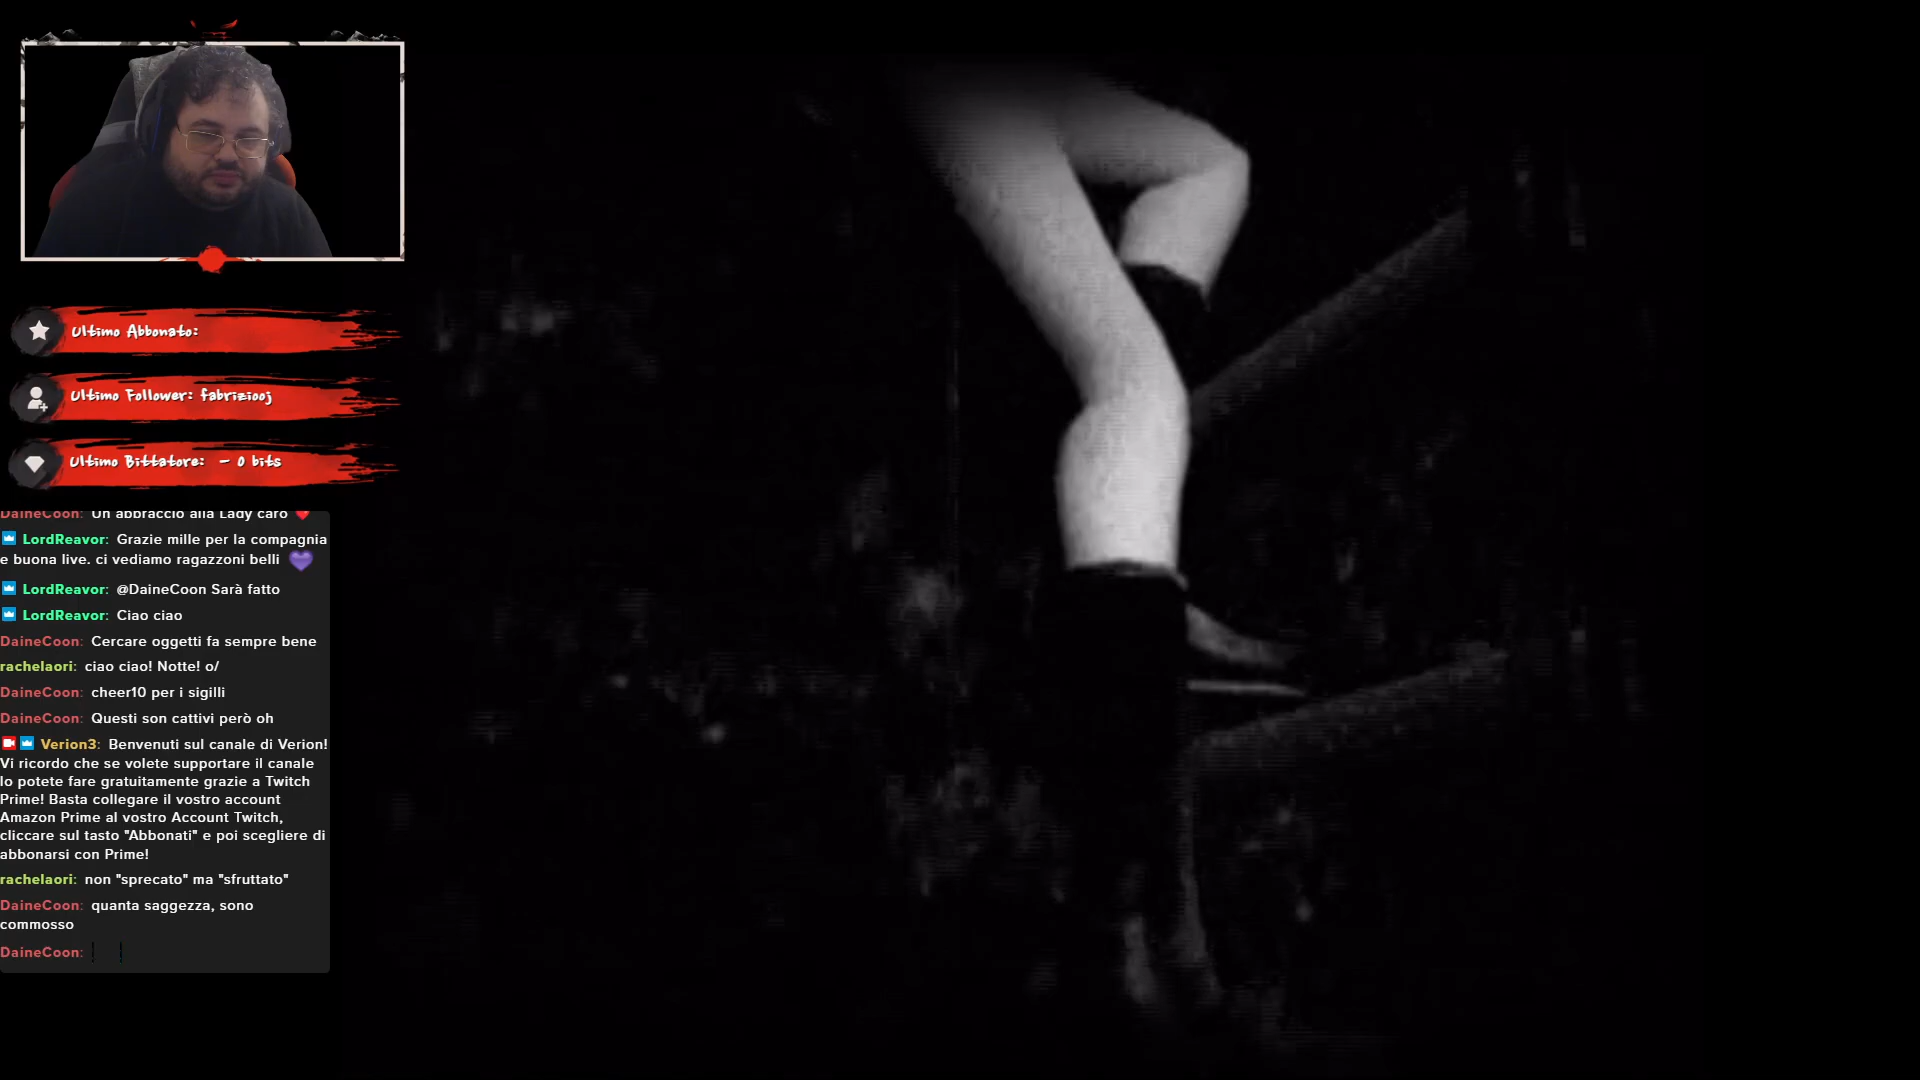 Ultimo Abbonato:
Ultimo Follower: fabriziooj
Ultimo Bittatore: - 0 bits
DaineCoon: Un abbraccio alla Lady caro
LordReavor: Grazie mille per la compagnia
e buona live. ci vediamo ragazzoni belli
LordReavor: @DaineCoon Sarà fatto
LordReavor: Ciao ciao
DaineCoon: Cercare oggetti fa sempre bene
rachelaori: ciao ciao! Notte! o/
DaineCoon: cheer10 per i sigilli
DaineCoon: Questi son cattivi però oh
Verion3: Benvenuti sul canale di Verion!
Vi ricordo che se volete supportare il canale
lo potete fare gratuitamente grazie a Twitch
Prime! Basta collegare il vostro account
Amazon Prime al vostro Account Twitch,
cliccare sul tasto "Abbonati" e poi scegliere di
abbonarsi con Prime!
rachelaori: non "sprecato" ma "sfruttato"
DaineCoon: quanta saggezza, sono
commosso
DaineCoon: